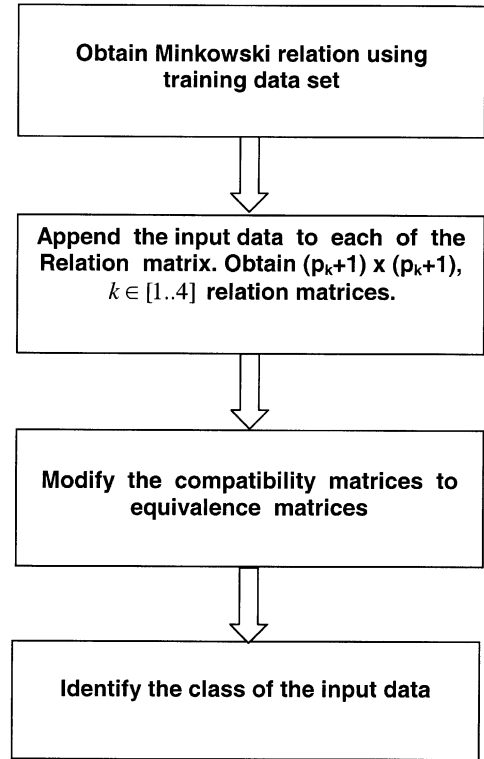 Obtain Minkowski relation using
training data set
Append the input data to each of the
Relation matrix. Obtain (pₖ+1) x (pₖ+1),
k ∈ [1..4] relation matrices.
Modify the compatibility matrices to
equivalence matrices
Identify the class of the input data